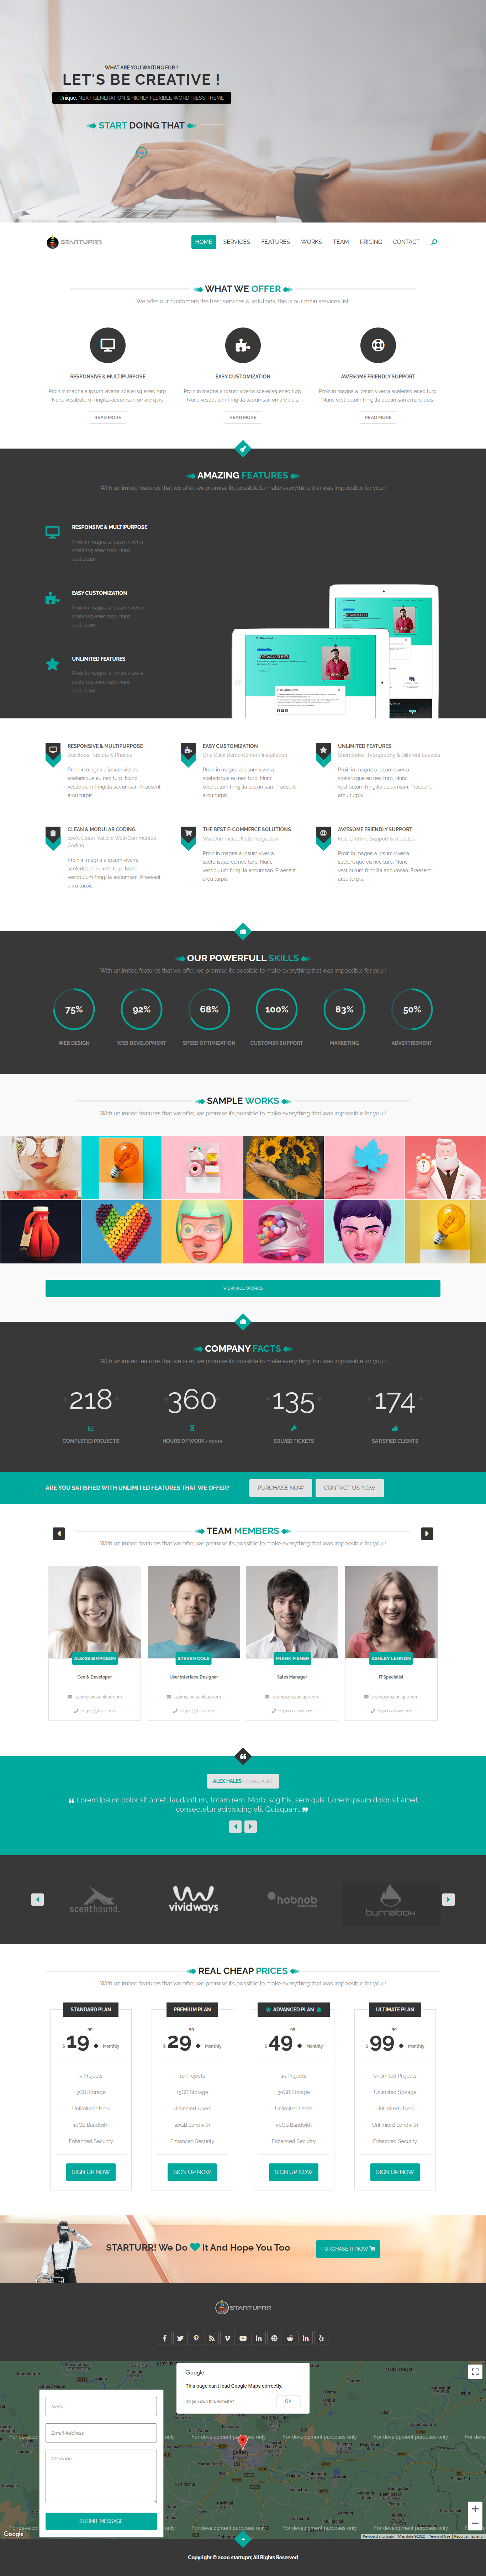 WHAT ARE YOU WAITING FOR ?
LET'S BE CREATIVE !
Unique, NEXT GENERATION & HIGHLY FLEXIBLE WORDPRESS THEME
START DOING THAT
STARTUPRR
HOME SERVICES FEATURES WORKS TEAM PRICING CONTACT
WHAT WE OFFER
We offer our customers the beer services & solutions, this is our main services list
RESPONSIVE & MULTIPURPOSE
Proin in magna a ipsum viverra scelerisq enec turp, Nunc vestibulum fringilla accumsan ornare quis.
READ MORE
EASY CUSTOMIZATION
Proin in magna a ipsum viverra scelerisq enec turp, Nunc vestibulum fringilla accumsan ornare quis.
READ MORE
AWESOME FRIENDLY SUPPORT
Proin in magna a ipsum viverra scelerisq enec turp, Nunc vestibulum fringilla accumsan ornare quis.
READ MORE
AMAZING FEATURES
With unlimited features that we offer, we promise it's possible to make everything that was impossible for you !
RESPONSIVE & MULTIPURPOSE
Proin in magna a ipsum viverra
scelerisq enec turp, nunc
vestibulum.
EASY CUSTOMIZATION
Proin in magna a ipsum viverra
scelerisq enec turp, nunc
vestibulum.
UNLIMITED FEATURES
Proin in magna a ipsum viverra
scelerisq enec turp, nunc
vestibulum.
RESPONSIVE & MULTIPURPOSE
Desktops, Tablets & Phones
Proin in magna a ipsum viverra
scelerisque eu nec turp, Nunc
vestibulum fringilla accumsan. Praesent
arcu turpis.
EASY CUSTOMIZATION
One Click Demo Content Installation
Proin in magna a ipsum viverra
scelerisque eu nec turp, Nunc
vestibulum fringilla accumsan. Praesent
arcu turpis.
UNLIMITED FEATURES
Shortcodes, Typography & Different Layouts
Proin in magna a ipsum viverra
scelerisque eu nec turp, Nunc
vestibulum fringilla accumsan. Praesent
arcu turpis.
CLEAN & MODULAR CODING
100% Clean, Valid & Well Commented
Coding
Proin in magna a ipsum viverra
scelerisque eu nec turp, Nunc
vestibulum fringilla accumsan. Praesent
arcu turpis.
THE BEST E-COMMERCE SOLUTIONS
WooCommerce Fully Integration
Proin in magna a ipsum viverra
scelerisque eu nec turp, Nunc
vestibulum fringilla accumsan. Praesent
arcu turpis.
AWESOME FRIENDLY SUPPORT
Free Lifetime Support & Updates
Proin in magna a ipsum viverra
scelerisque eu nec turp, Nunc
vestibulum fringilla accumsan. Praesent
arcu turpis.
OUR POWERFULL SKILLS
With unlimited features that we offer, we promise it's possible to make everything that was impossible for you !
75% 92% 68% 100% 83% 50%
WEB DESIGN WEB DEVELOPMENT SPEED OPTIMIZATION CUSTOMER SUPPORT MARKETING ADVERTISEMENT
SAMPLE WORKS
With unlimited features that we offer, we promise it's possible to make everything that was impossible for you !
VIEW ALL WORKS
COMPANY FACTS
With unlimited features that we offer, we promise it's possible to make everything that was impossible for you !
218 360 135 174
COMPLETED PROJECTS HOURS OF WORK / MONTH SOLVED TICKETS SATISFIED CLIENTS
ARE YOU SATISFIED WITH UNLIMITED FEATURES THAT WE OFFER? PURCHASE NOW CONTACT US NOW
TEAM MEMBERS
With unlimited features that we offer, we promise it's possible to make everything that was impossible for you !
ALEXIS SIMPOSON STEVEN COLE FRANK PIENER ASHLEY LENNON
Ceo & Developer User Interface Designer Sales Manager IT Specialist
ALEX HALES
Lorem ipsum dolor sit amet, laudantium, totam rem. Morbi sagittis, sem quis. Lorem ipsum dolor sit amet,
consectetur adipisicing elit Quisquam.
scenthound. vividways hobnob burnabox
REAL CHEAP PRICES
With unlimited features that we offer, we promise it's possible to make everything that was impossible for you !
STANDARD PLAN
$ 19 99 Monthly
5 Projects
5GB Storage
Unlimited Users
10GB Bandwith
Enhanced Security
SIGN UP NOW
PREMIUM PLAN
$ 29 99 Monthly
10 Projects
15GB Storage
Unlimited Users
20GB Bandwith
Enhanced Security
SIGN UP NOW
ADVANCED PLAN
$ 49 99 Monthly
15 Projects
30GB Storage
Unlimited Users
50GB Bandwith
Enhanced Security
SIGN UP NOW
ULTIMATE PLAN
$ 99 99 Monthly
Unlimited Projects
Unlimited Storage
Unlimited Users
Unlimited Bandwith
Enhanced Security
SIGN UP NOW
STARTURR! We Do It And Hope You Too PURCHASE IT NOW
STARTUPRR
Google
This page can't load Google Maps correctly.
Do you own this website? OK
Name
Email Address
Message
SUBMIT MESSAGE
For development purposes only
Google
Keyboard shortcuts Map data ©2022 Terms of Use Report a map error
Copyright © 2020 startuprr, All Rights Reserved